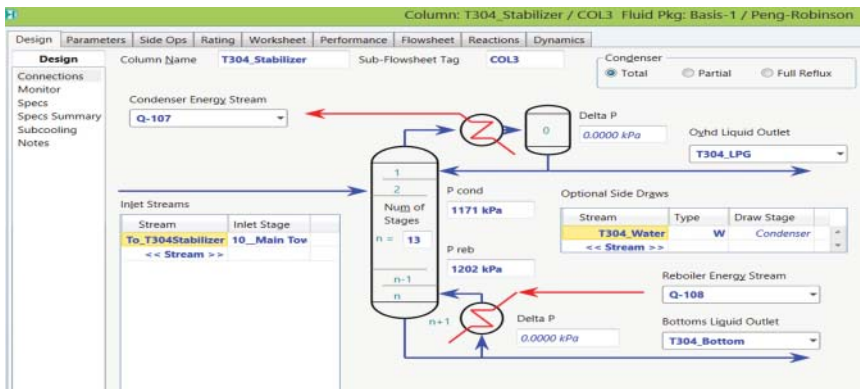 Column: T304_Stabilizer / COL3 Fluid Pkg: Basis-1 / Peng-Robinson
Design Parameters Side Ops Rating Worksheet Performance Flowsheet Reactions Dynamics
Design
Connections
Monitor
Specs
Specs Summary
Subcooling
Notes
Column Name T304_Stabilizer Sub-Flowsheet Tag COL3
Condenser
Total Partial Full Reflux
Condenser Energy Stream
Q-107
0
Delta P
0.0000 kPa
Ovhd Liquid Outlet
T304_LPG
Inlet Streams
Stream Inlet Stage
To_T304Stabilizer 10__Main Tow
<< Stream >>
1
2
Num of
Stages
n = 13
n-1
n
n+1
P cond
1171 kPa
P reb
1202 kPa
Optional Side Draws
Stream Type Draw Stage
T304_Water W Condenser
<< Stream >>
Reboiler Energy Stream
Q-108
Delta P
0.0000 kPa
Bottoms Liquid Outlet
T304_Bottom